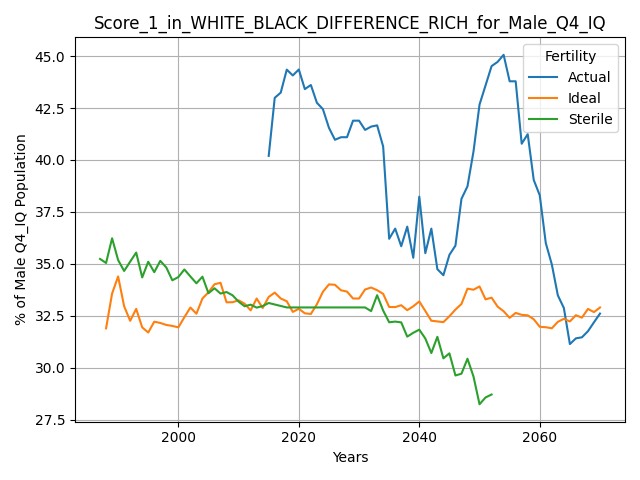 Score_1_in_WHITE_BLACK_DIFFERENCE_RICH_for_Male_Q4_IQ
% of Male Q4_IQ Population
45.0
42.5
40.0
37.5
35.0
32.5
30.0
27.5
Fertility
Actual
Ideal
Sterile
2000
2020
2040
2060
Years